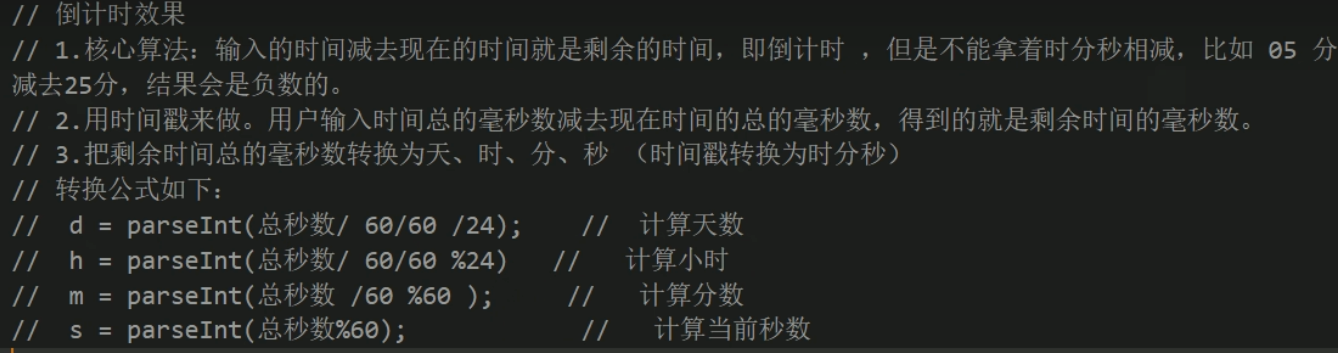 // 倒计时效果
// 1.核心算法：输入的时间减去现在的时间就是剩余的时间，即倒计时 ，但是不能拿着时分秒相减，比如 05 分
减去25分，结果会是负数的。
// 2.用时间戳来做。用户输入时间总的毫秒数减去现在时间的总的毫秒数，得到的就是剩余时间的毫秒数。
// 3.把剩余时间总的毫秒数转换为天、时、分、秒 （时间戳转换为时分秒）
// 转换公式如下：
//  d = parseInt(总秒数/ 60/60 /24);    //  计算天数
//  h = parseInt(总秒数/ 60/60 %24)   //   计算小时
//  m = parseInt(总秒数 /60 %60 );     //   计算分数
//  s = parseInt(总秒数%60);            //   计算当前秒数